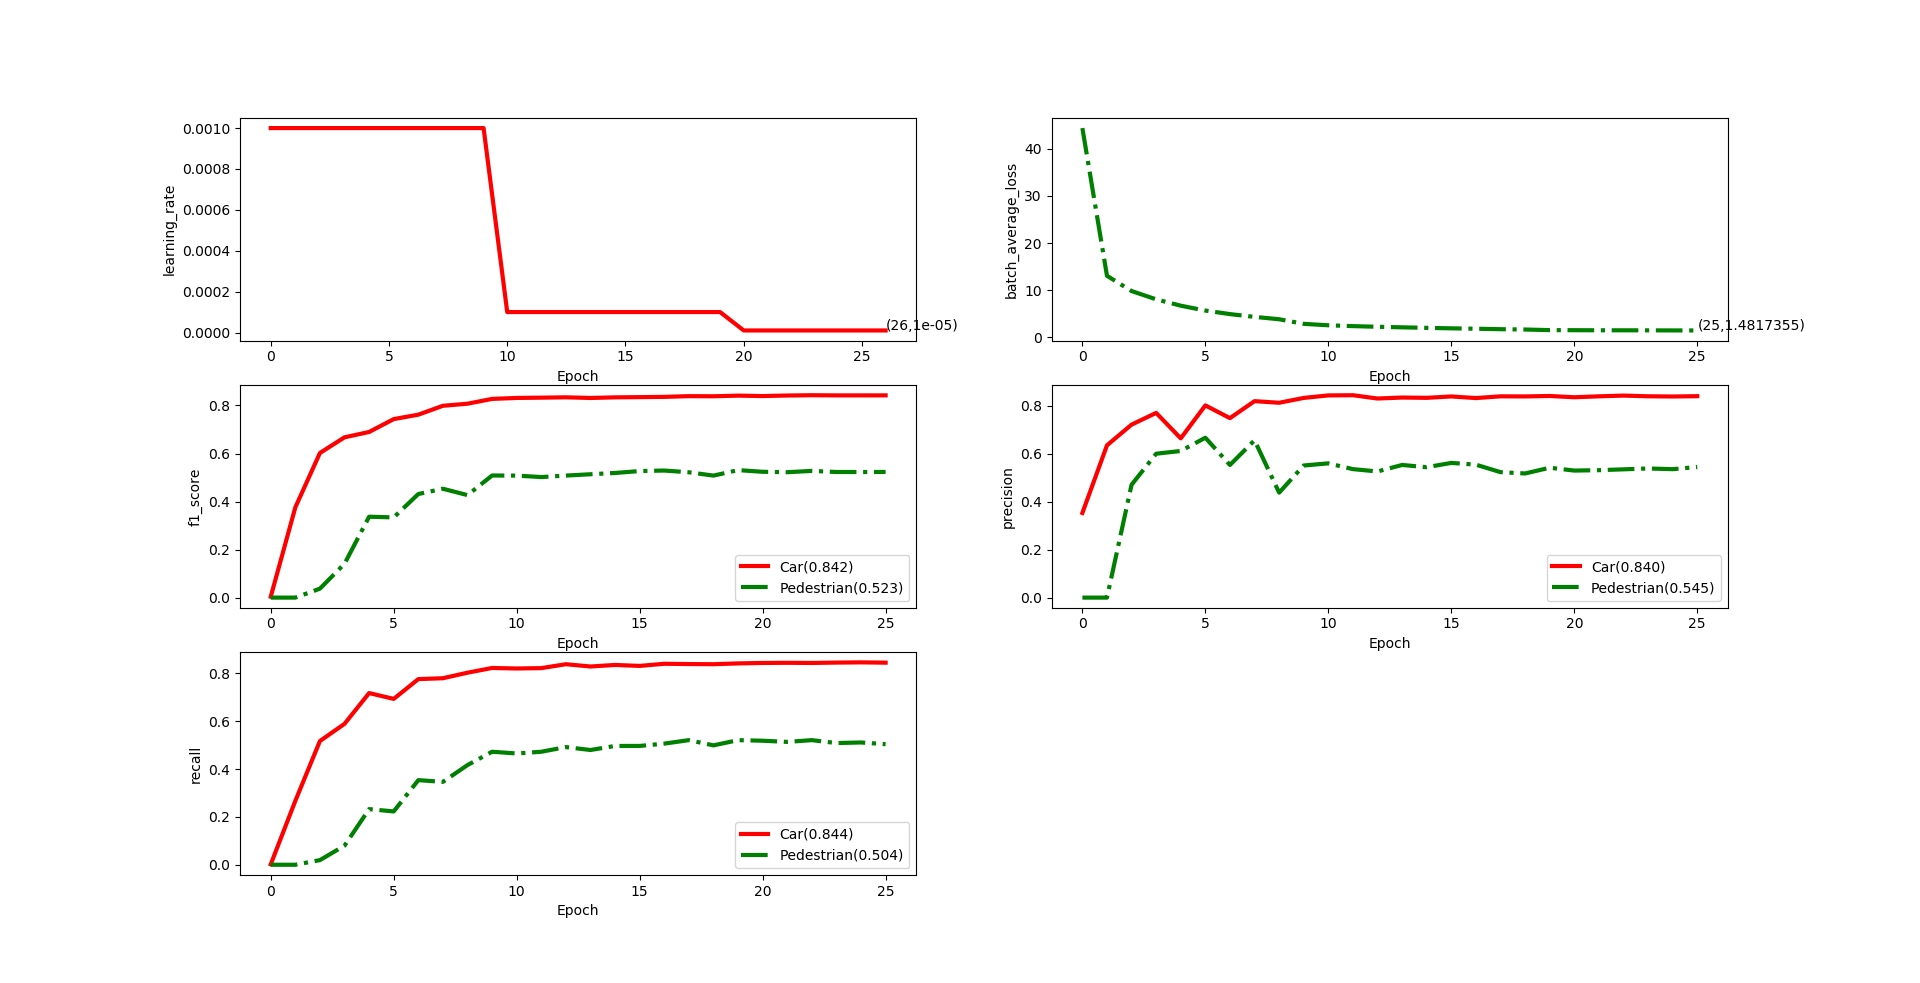 0.0010
0.0008
0.0006
0.0004
0.0002
0.0000
learning_rate
(26,1e-05)
0 5 10 15 20 25
Epoch
40
30
20
10
0
batch_average_loss
(25,1.4817355)
0 5 10 15 20 25
Epoch
0.8
0.6
0.4
0.2
0.0
f1_score
Car(0.842)
Pedestrian(0.523)
0 5 10 15 20 25
Epoch
0.8
0.6
0.4
0.2
0.0
precision
Car(0.840)
Pedestrian(0.545)
0 5 10 15 20 25
Epoch
0.8
0.6
0.4
0.2
0.0
recall
Car(0.844)
Pedestrian(0.504)
0 5 10 15 20 25
Epoch